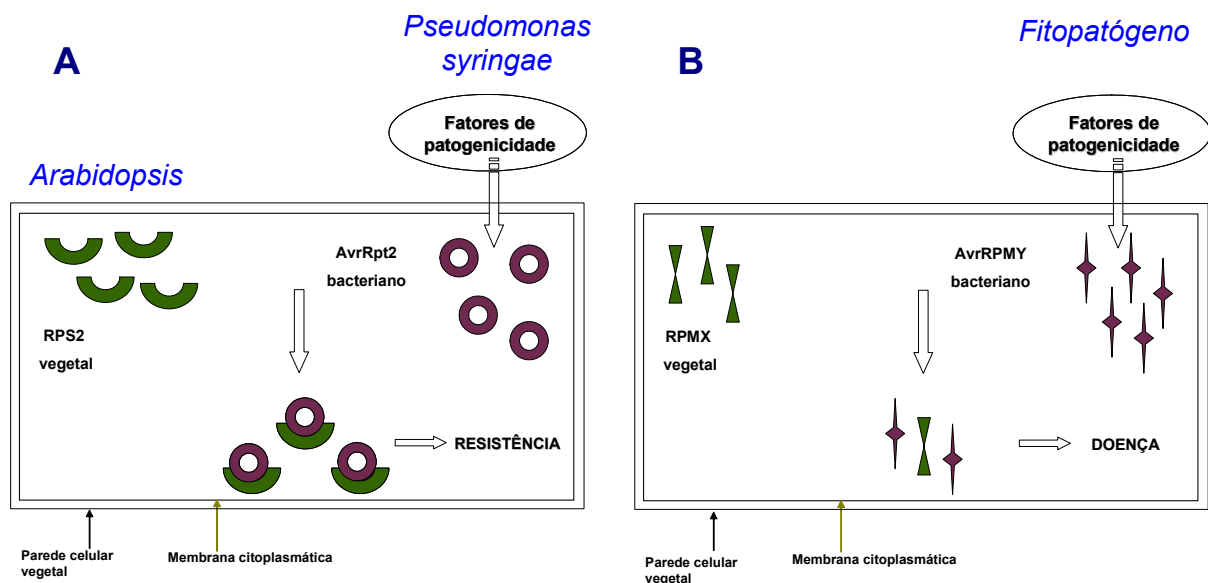 A
Pseudomonas
syringae
Fatores de
patogenicidade
Arabidopsis
AvrRpt2
bacteriano
RPS2
vegetal
RESISTÊNCIA
Parede celular
vegetal
Membrana citoplasmática
B
Fitopatógeno
Fatores de
patogenicidade
AvrRPMY
bacteriano
RPMX
vegetal
DOENÇA
Parede celular
vegetal
Membrana citoplasmática